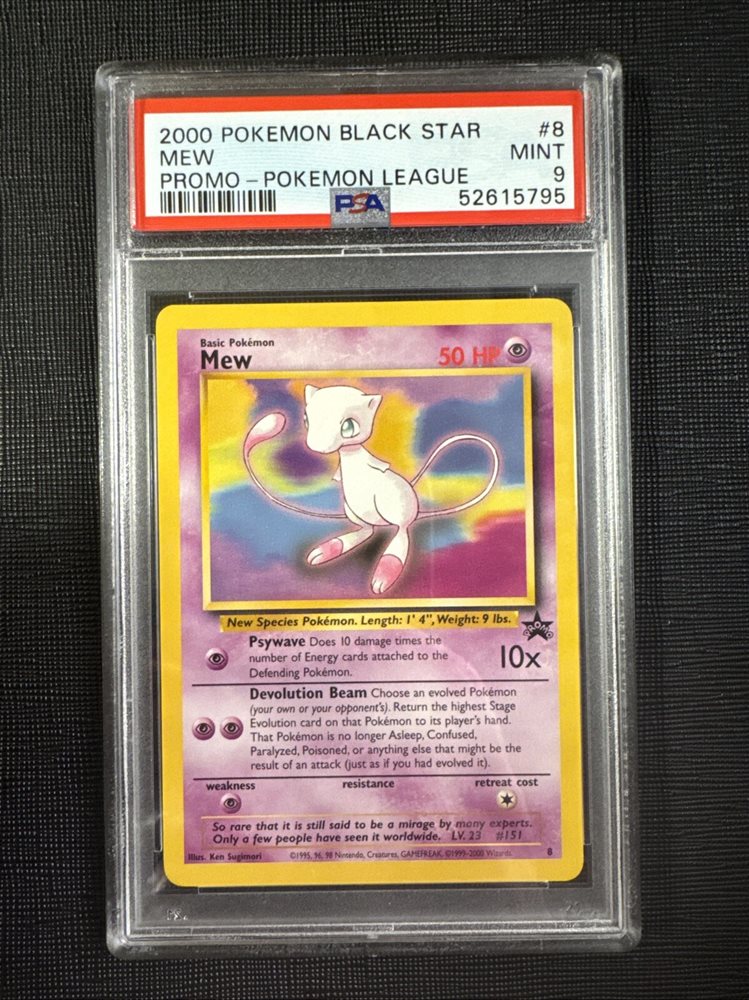 2000 POKEMON BLACK STAR #8
MEW MINT
PROMO - POKEMON LEAGUE 9
PSA 52615795
Basic Pokémon
Mew 50 HP
New Species Pokémon. Length: 1' 4", Weight: 9 lbs.
PROMO
Psywave Does 10 damage times the
number of Energy cards attached to the
Defending Pokémon.
10x
Devolution Beam Choose an evolved Pokémon
(your own or your opponent's). Return the highest Stage
Evolution card on that Pokémon to its player's hand.
That Pokémon is no longer Asleep, Confused,
Paralyzed, Poisoned, or anything else that might be the
result of an attack (just as if you had evolved it).
weakness resistance retreat cost
So rare that it is still said to be a mirage by many experts.
Only a few people have seen it worldwide. LV. 23 #151
Illus. Ken Sugimori ©1995, 96, 98 Nintendo, Creatures, GAMEFREAK. ©1999-2000 Wizards. 8